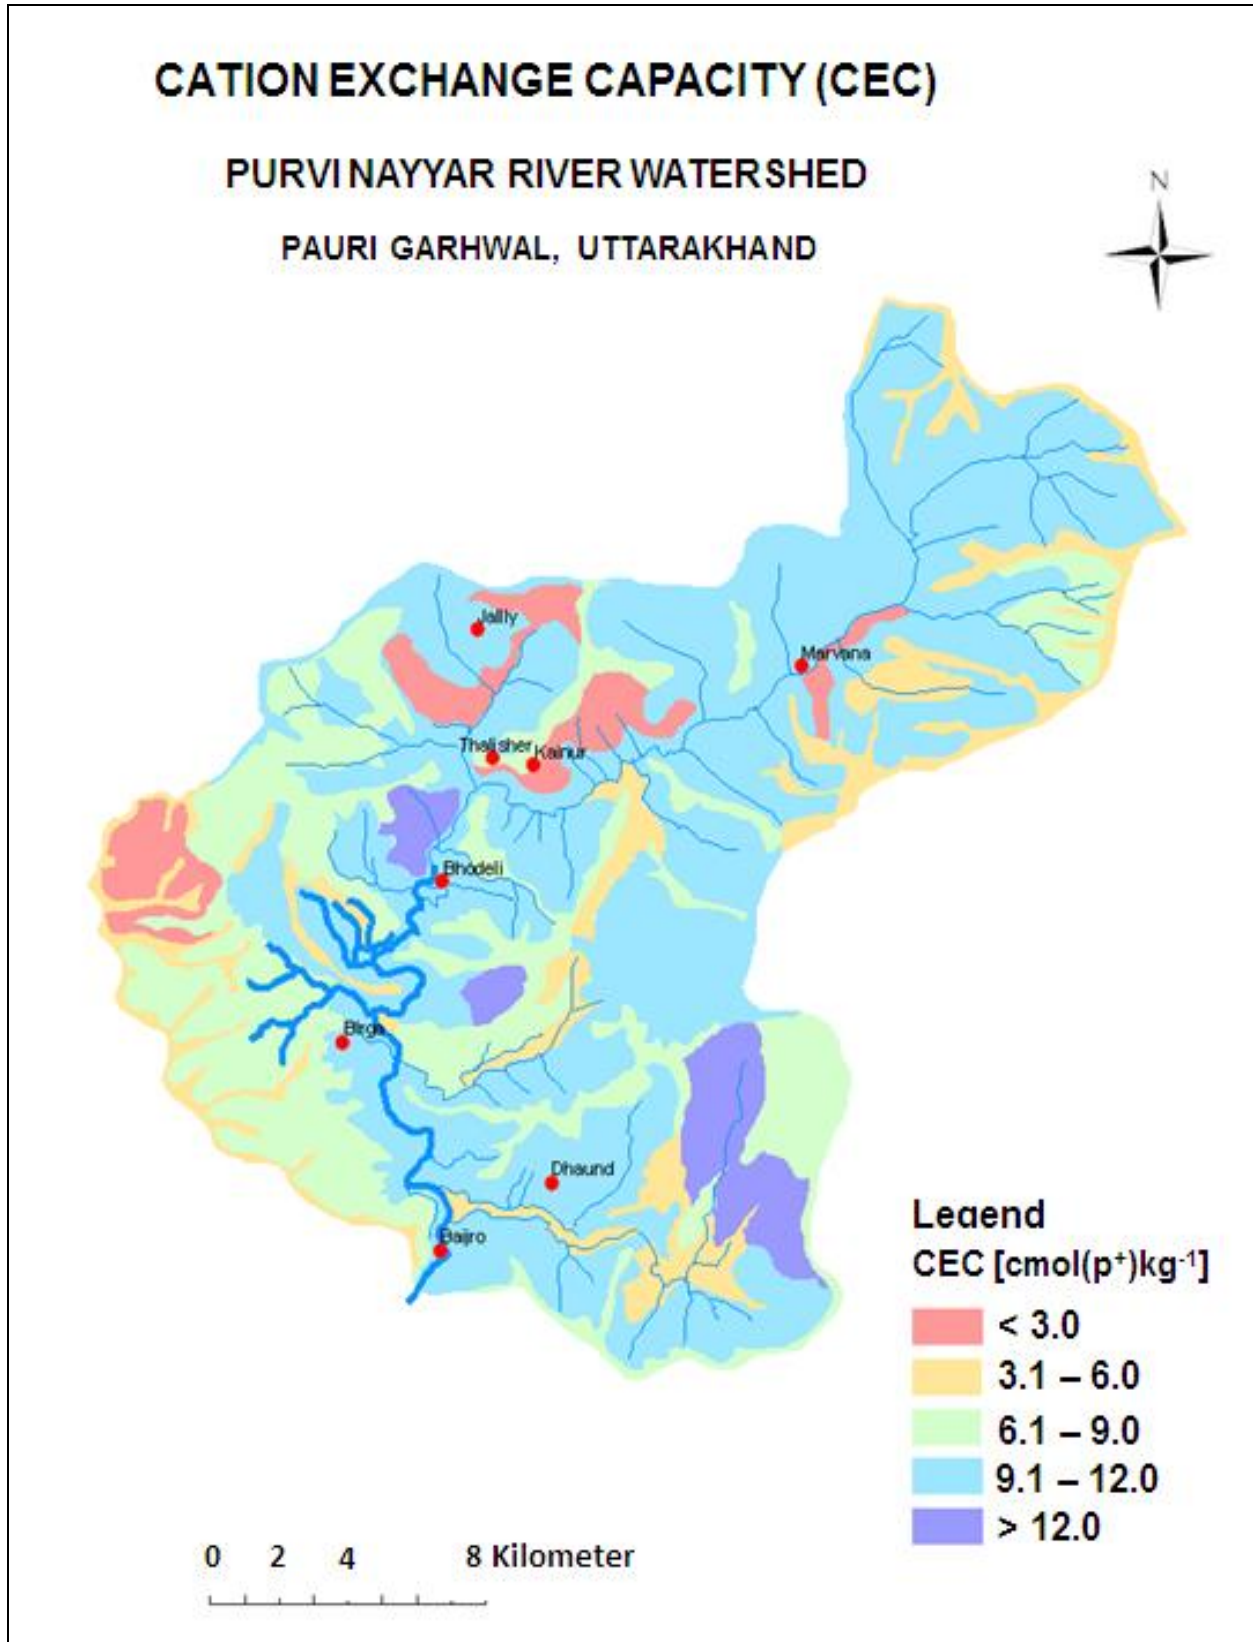 CATION EXCHANGE CAPACITY (CEC)
PURVI NAYYAR RIVER WATERSHED
PAURI GARHWAL, UTTARAKHAND
N
Jallly
Marvana
Thalisher
Kainur
Bhodeli
Birga
Dhaund
Baijro
Legend
CEC [cmol(p⁺)kg⁻¹]
< 3.0
3.1 – 6.0
6.1 – 9.0
9.1 – 12.0
> 12.0
0 2 4 8 Kilometer